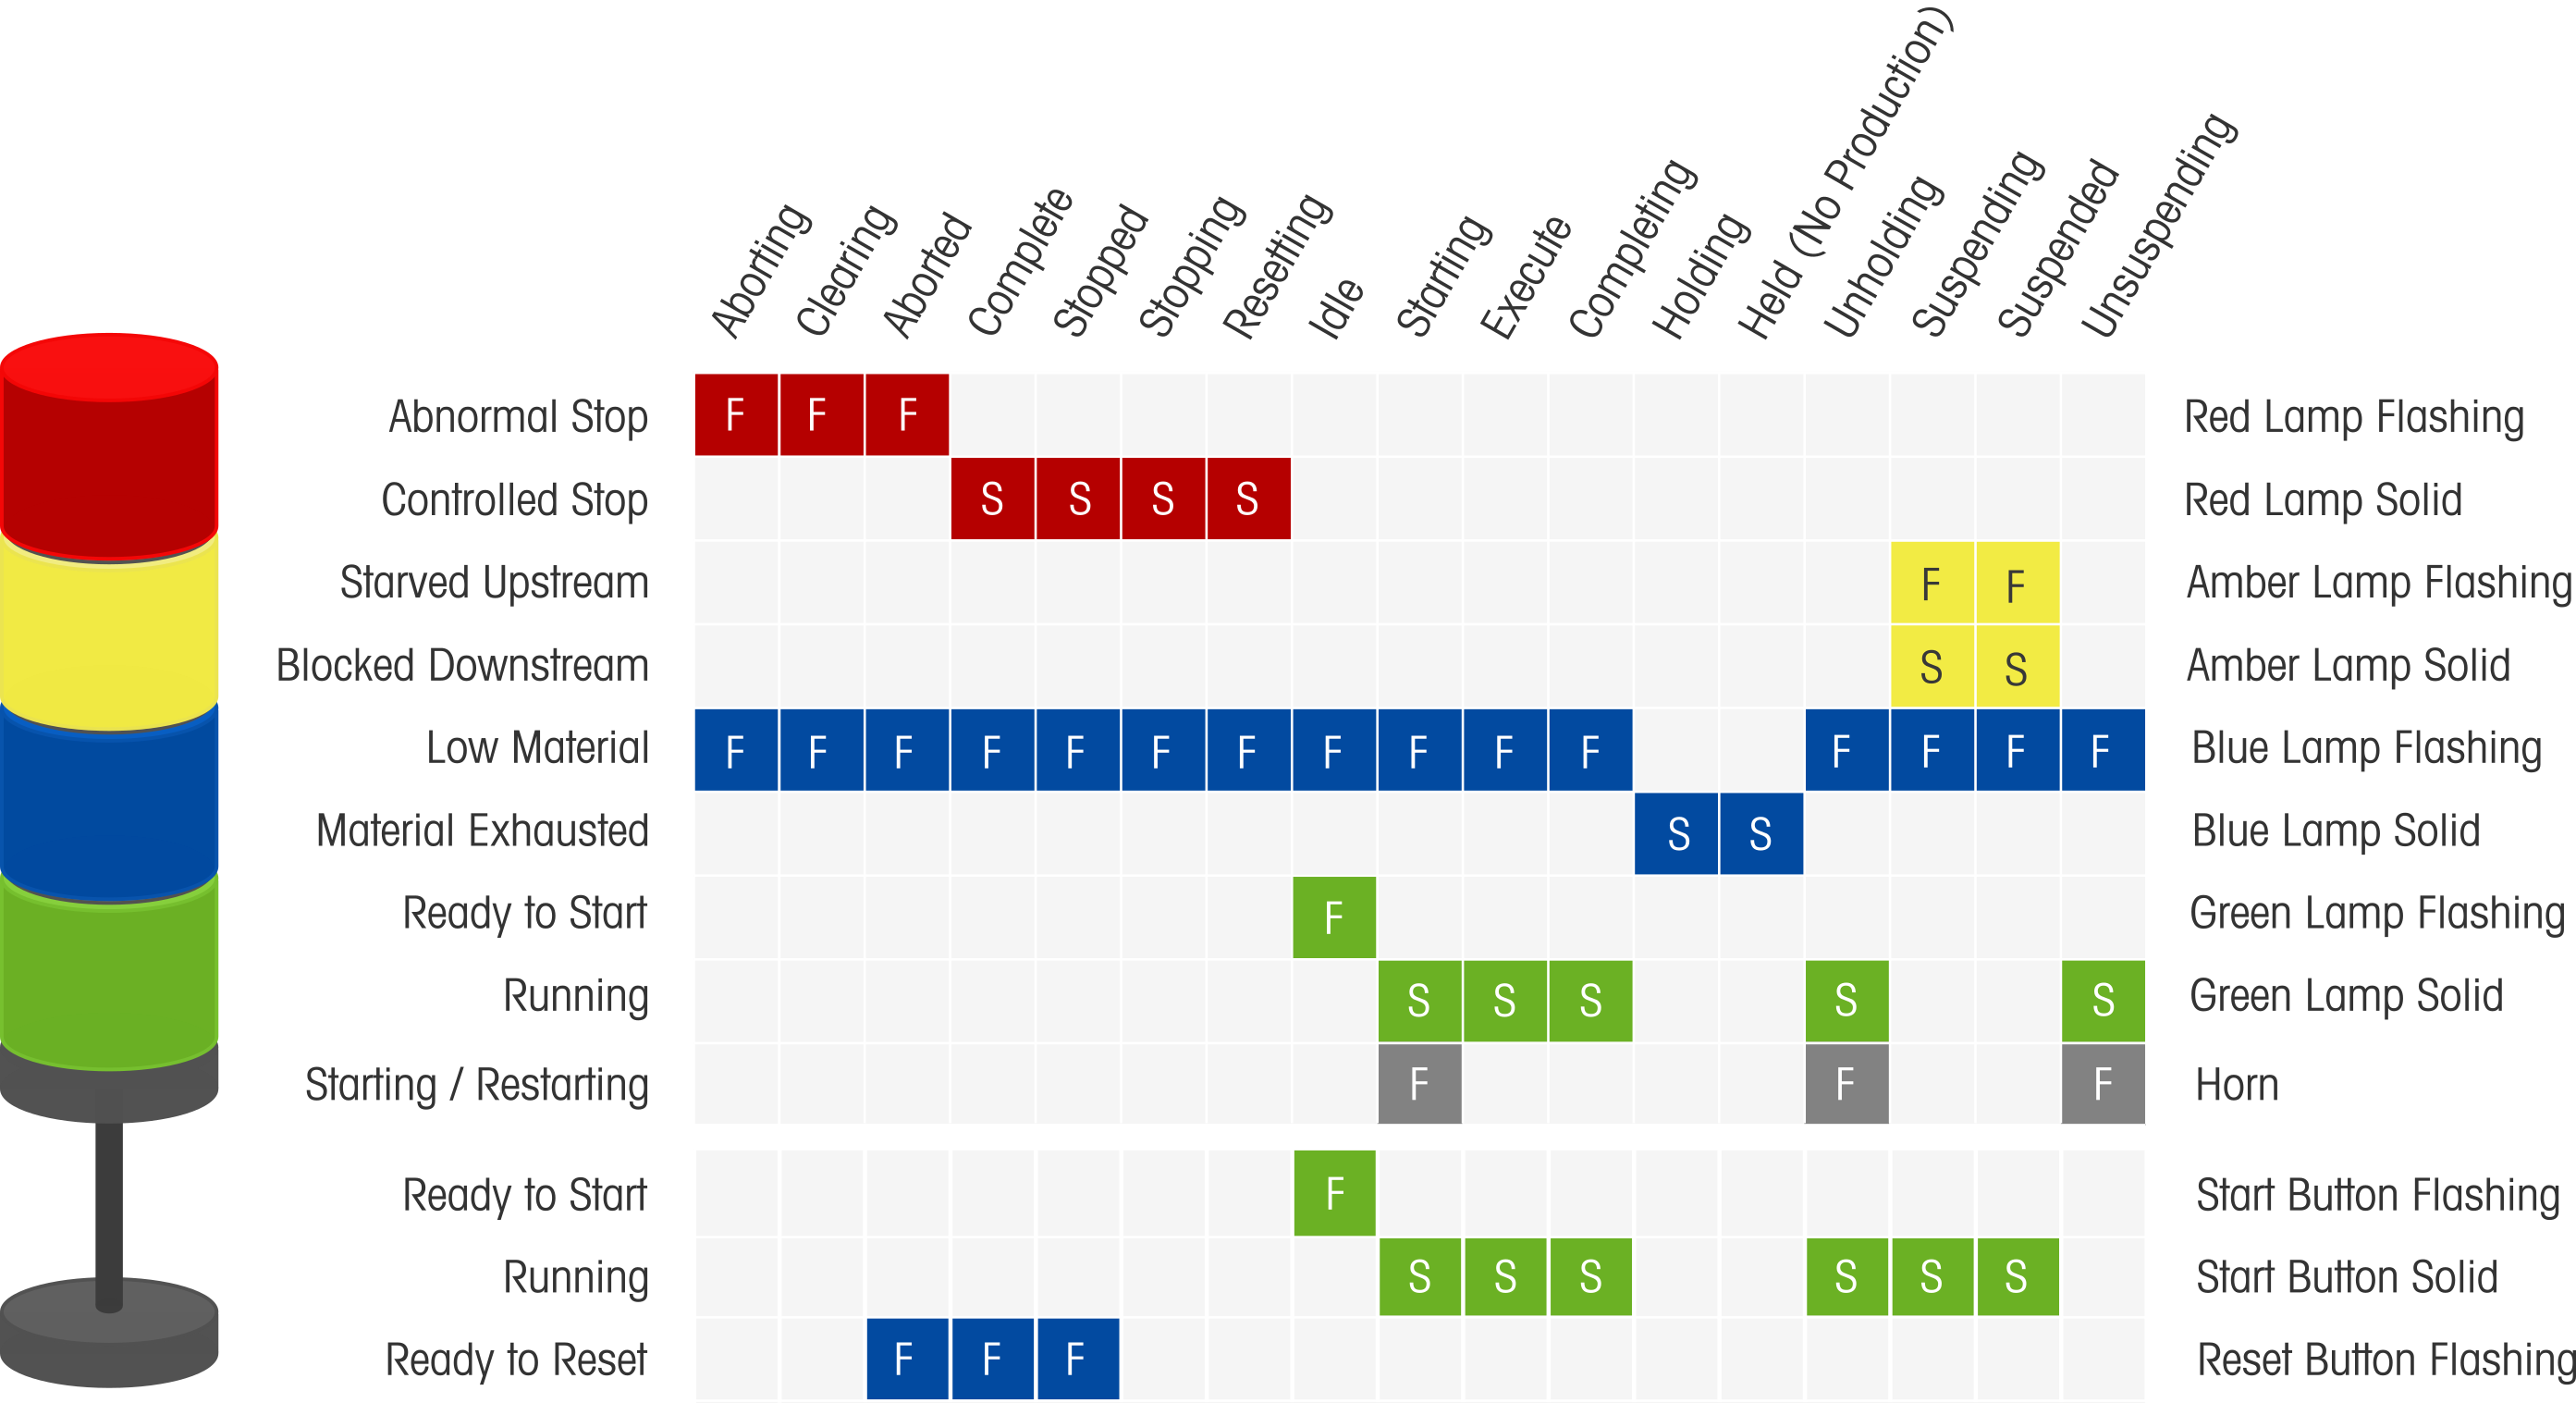 Aborting Clearing Aborted Complete Stopped Stopping Resetting Idle Starting Execute Completing Holding Held (No Production) Unholding Suspending Suspended Unsuspending
Abnormal Stop F F F Red Lamp Flashing
Controlled Stop S S S S Red Lamp Solid
Starved Upstream F F Amber Lamp Flashing
Blocked Downstream S S Amber Lamp Solid
Low Material F F F F F F F F F F F F F F F Blue Lamp Flashing
Material Exhausted S S Blue Lamp Solid
Ready to Start F Green Lamp Flashing
Running S S S S S Green Lamp Solid
Starting / Restarting F F F Horn
Ready to Start F Start Button Flashing
Running S S S S S S Start Button Solid
Ready to Reset F F F Reset Button Flashing